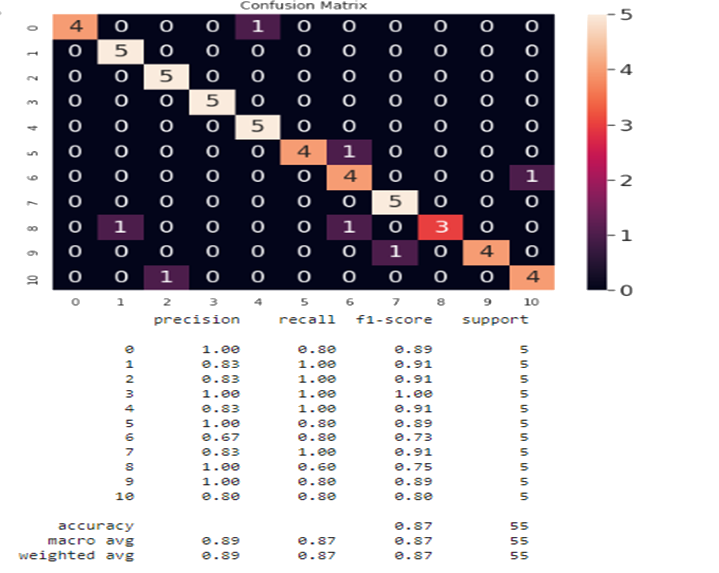 Confusion Matrix
0 4 0 0 0 1 0 0 0 0 0 0 5
1 0 5 0 0 0 0 0 0 0 0 0
2 0 0 5 0 0 0 0 0 0 0 0 4
3 0 0 0 5 0 0 0 0 0 0 0
4 0 0 0 0 5 0 0 0 0 0 0 3
5 0 0 0 0 0 4 1 0 0 0 0
6 0 0 0 0 0 0 4 0 0 0 1 2
7 0 0 0 0 0 0 0 5 0 0 0
8 0 1 0 0 0 0 1 0 3 0 0 1
9 0 0 0 0 0 0 0 1 0 4 0
10 0 0 1 0 0 0 0 0 0 0 4 0
0 1 2 3 4 5 6 7 8 9 10
precision recall f1-score support
0 1.00 0.80 0.89 5
1 0.83 1.00 0.91 5
2 0.83 1.00 0.91 5
3 1.00 1.00 1.00 5
4 0.83 1.00 0.91 5
5 1.00 0.80 0.89 5
6 0.67 0.80 0.73 5
7 0.83 1.00 0.91 5
8 1.00 0.60 0.75 5
9 1.00 0.80 0.89 5
10 0.80 0.80 0.80 5
accuracy 0.87 55
macro avg 0.89 0.87 0.87 55
weighted avg 0.89 0.87 0.87 55